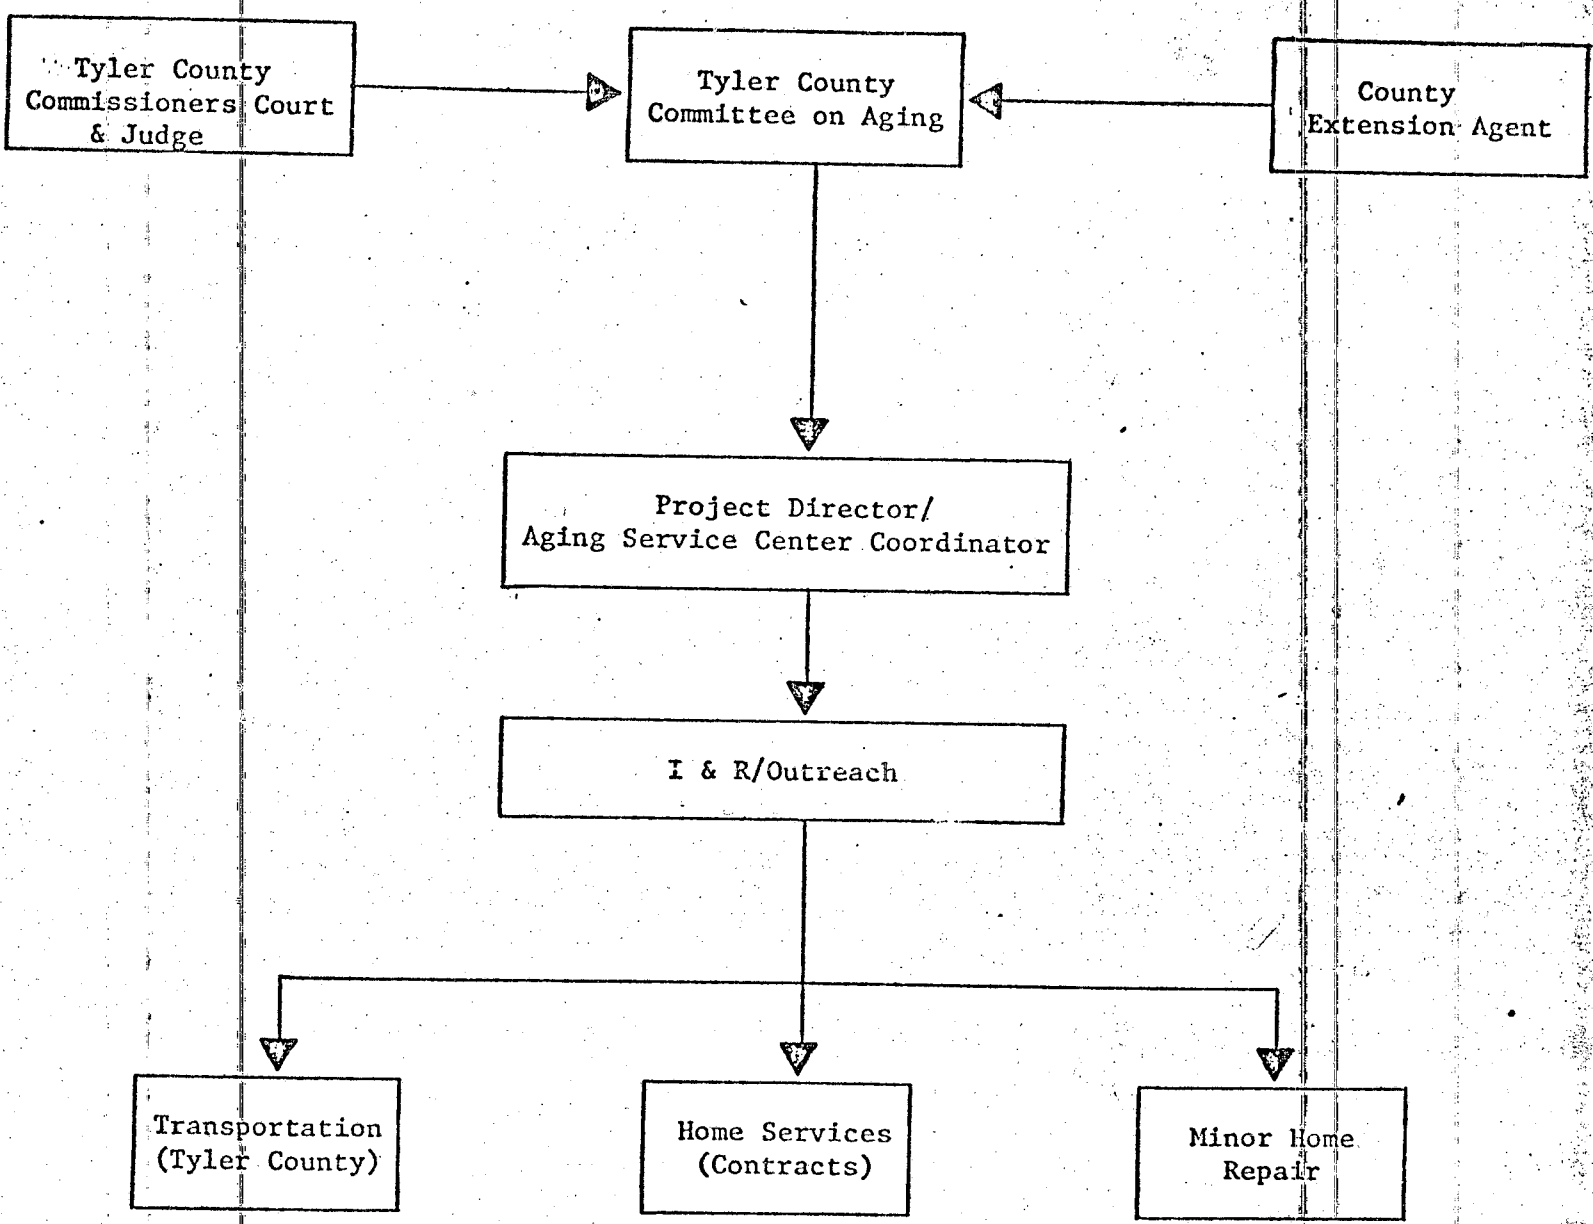 Tyler County
Commissioners Court
& Judge
Tyler County
Committee on Aging
County
Extension Agent
Project Director/
Aging Service Center Coordinator
I & R/Outreach
Transportation
(Tyler County)
Home Services
(Contracts)
Minor Home
Repair